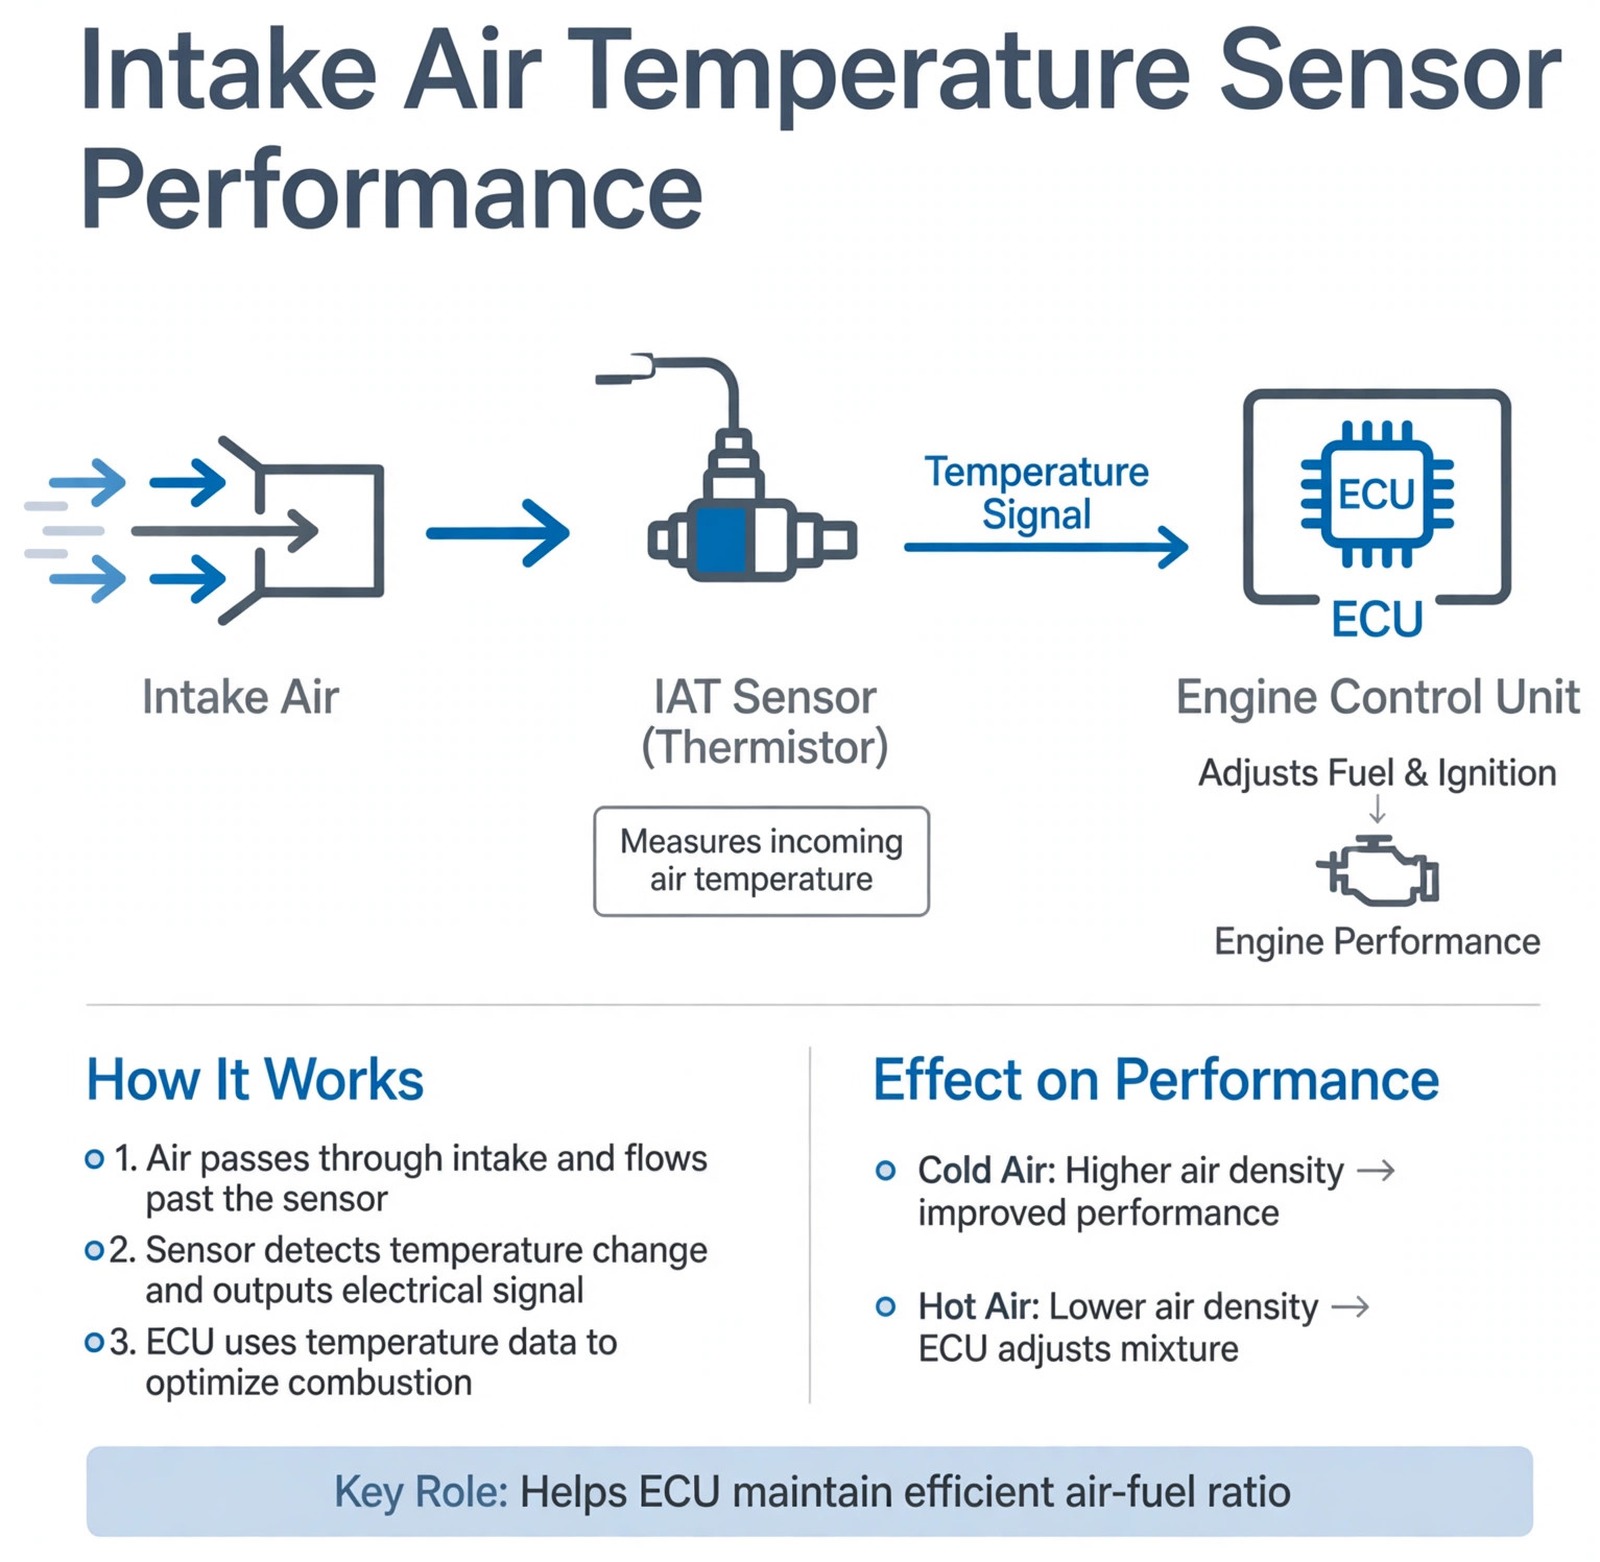 Intake Air Temperature Sensor
Performance
Temperature
Signal
ECU
ECU
Intake Air
IAT Sensor
(Thermistor)
Measures incoming
air temperature
Engine Control Unit
Adjusts Fuel & Ignition
↓
Engine Performance
How It Works
1. Air passes through intake and flows
past the sensor
2. Sensor detects temperature change
and outputs electrical signal
3. ECU uses temperature data to
optimize combustion
Effect on Performance
Cold Air: Higher air density →
improved performance
Hot Air: Lower air density →
ECU adjusts mixture
Key Role: Helps ECU maintain efficient air-fuel ratio